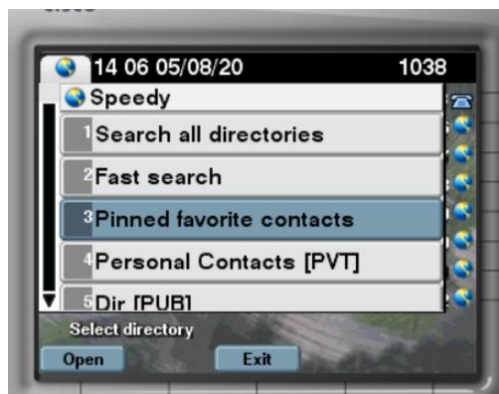 14 06 05/08/20 1038
Speedy
1 Search all directories
2 Fast search
3 Pinned favorite contacts
4 Personal Contacts [PVT]
5 Dir [PUB]
Select directory
Open Exit